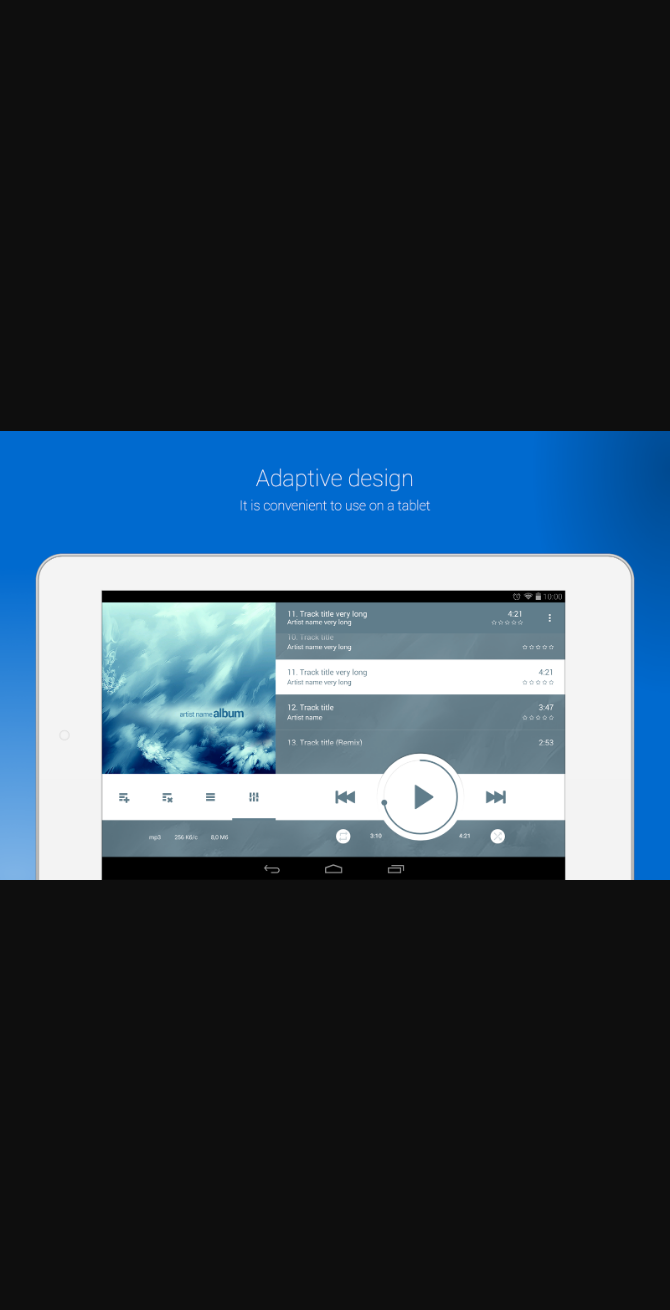 Adaptive design
It is convenient to use on a tablet
10:00
11. Track title very long 4:21
Artist name very long
10. Track title
Artist name very long
11. Track title very long 4:21
Artist name very long
12. Track title 3:47
Artist name
13. Track title (Remix) 2:53
artist name album
mp3 256 Кб/с 8,0 Мб 3:10 4:21